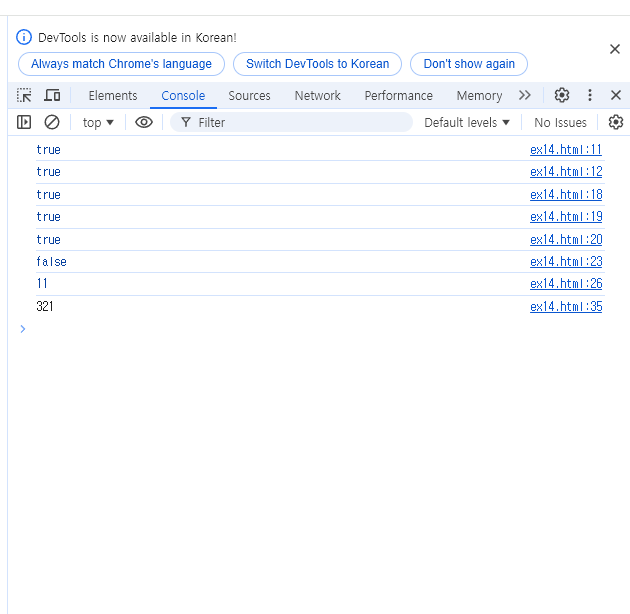 DevTools is now available in Korean!
Always match Chrome's language Switch DevTools to Korean Don't show again
Elements Console Sources Network Performance Memory
top Filter Default levels No Issues
true ex14.html:11
true ex14.html:12
true ex14.html:18
true ex14.html:19
true ex14.html:20
false ex14.html:23
11 ex14.html:26
321 ex14.html:35